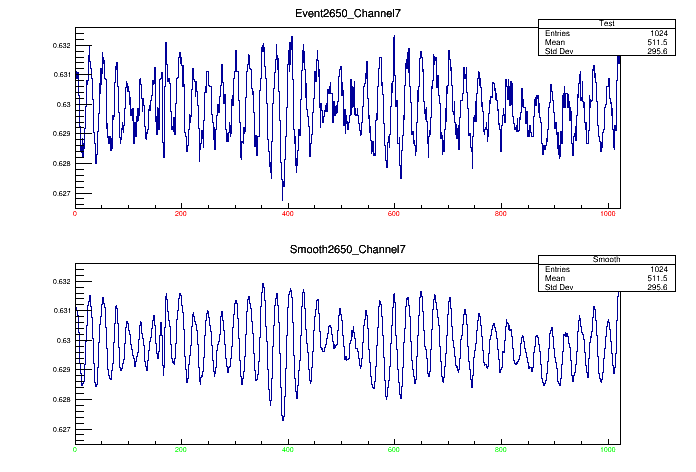 Event2650_Channel7
Test
Entries 1024
Mean 511.5
Std Dev 295.6
0.632
0.631
0.63
0.629
0.628
0.627
0 200 400 600 800 1000
Smooth2650_Channel7
Smooth
Entries 1024
Mean 511.5
Std Dev 295.6
0.632
0.631
0.63
0.629
0.628
0.627
0 200 400 600 800 1000